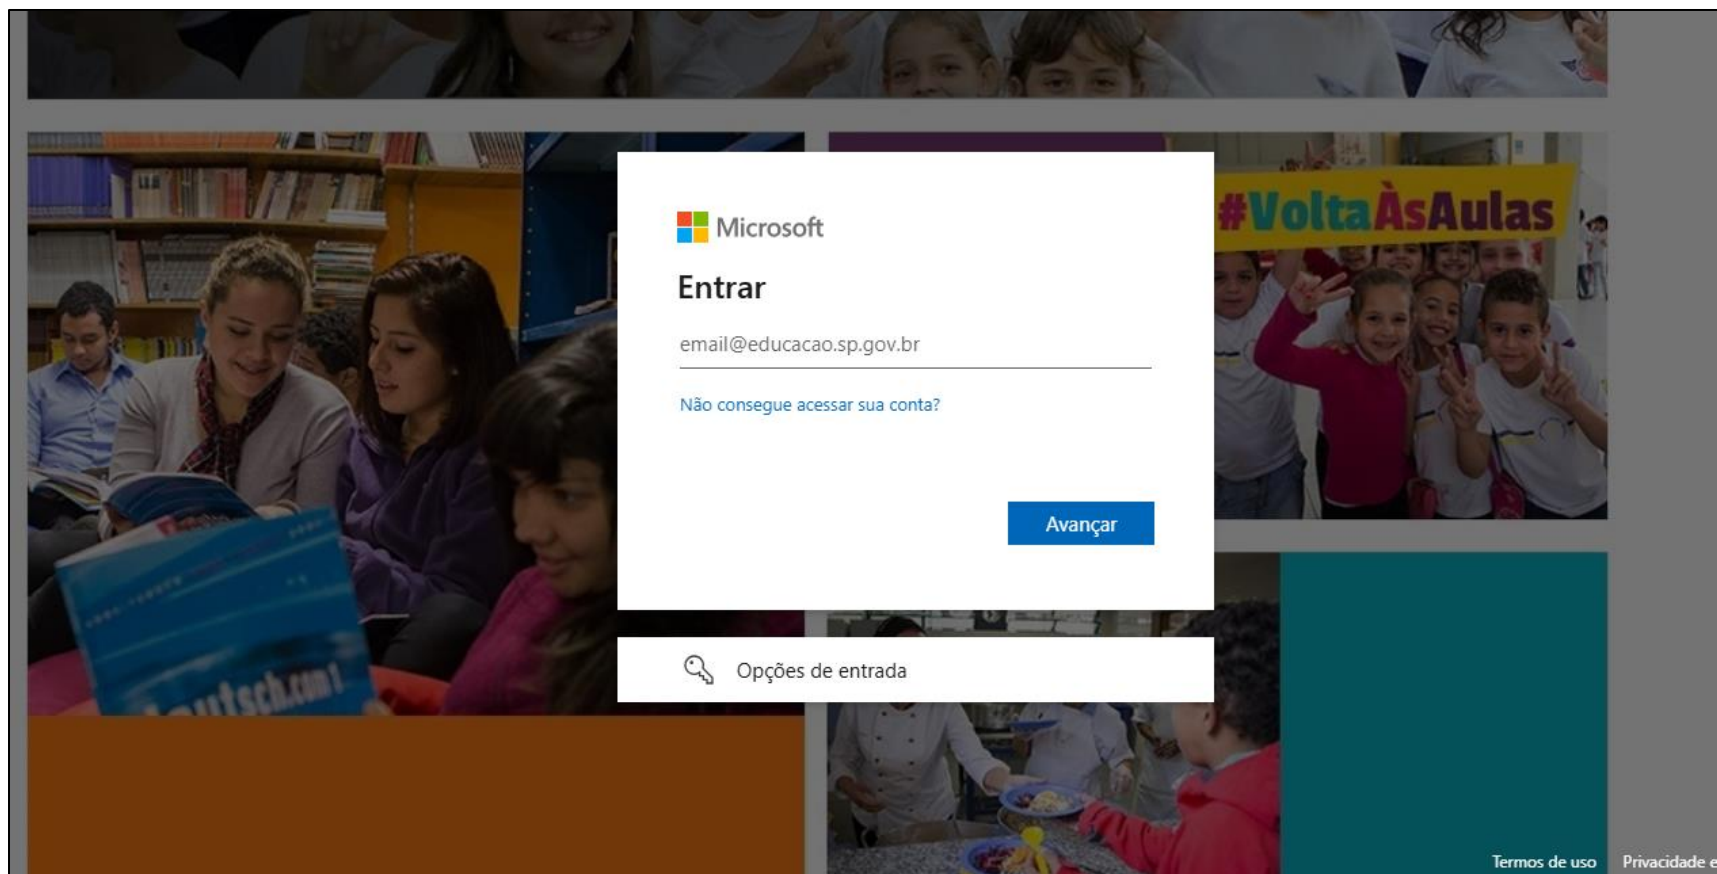 #VoltaÀsAulas
Microsoft
Entrar
email@educacao.sp.gov.br
Não consegue acessar sua conta?
Avançar
Opções de entrada
Termos de uso
Privacidade e